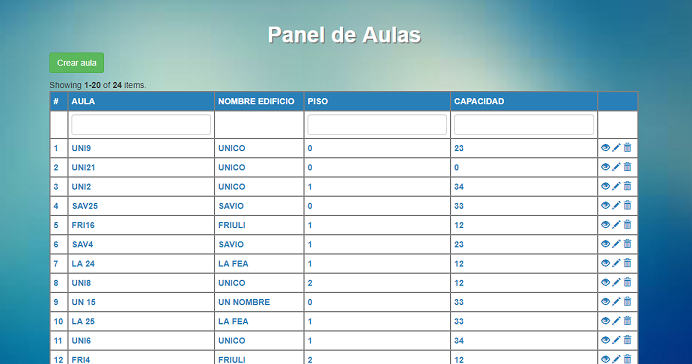 Panel de Aulas
Crear aula
Showing 1-20 of 24 items.
# AULA NOMBRE EDIFICIO PISO CAPACIDAD
1 UNI9 UNICO 0 23
2 UNI21 UNICO 0 0
3 UNI2 UNICO 1 34
4 SAV25 SAVIO 0 33
5 FRI16 FRIULI 1 12
6 SAV4 SAVIO 1 23
7 LA 24 LA FEA 1 12
8 UNI8 UNICO 2 12
9 UN 15 UN NOMBRE 0 33
10 LA 25 LA FEA 1 33
11 UNI6 UNICO 1 34
12 FRI4 FRIULI 2 12